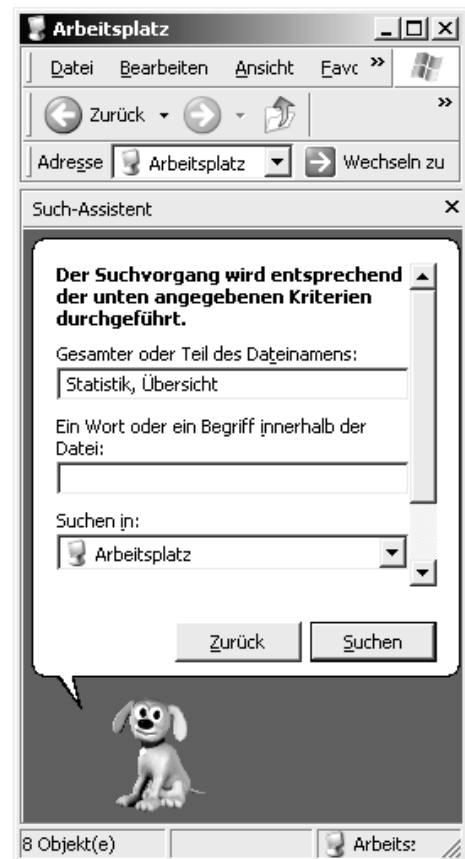 Arbeitsplatz
Datei Bearbeiten Ansicht Favc »
Zurück »
Adresse Arbeitsplatz Wechseln zu
Such-Assistent
Der Suchvorgang wird entsprechend
der unten angegebenen Kriterien
durchgeführt.
Gesamter oder Teil des Dateinamens:
Statistik, Übersicht
Ein Wort oder ein Begriff innerhalb der
Datei:
Suchen in:
Arbeitsplatz
Zurück Suchen
8 Objekt(e) Arbeits: